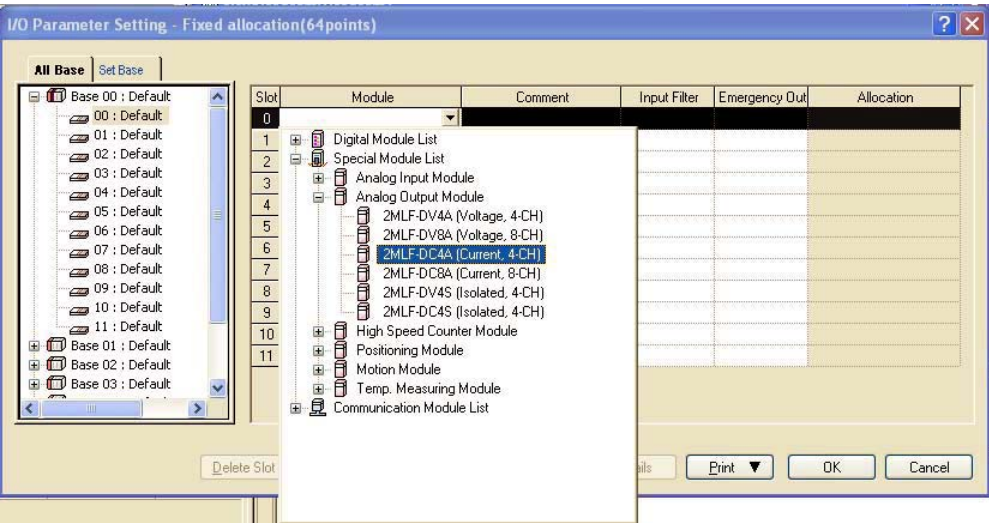 I/O Parameter Setting - Fixed allocation(64points)
All Base
Set Base
Base 00 : Default
00 : Default
01 : Default
02 : Default
03 : Default
04 : Default
05 : Default
06 : Default
07 : Default
08 : Default
09 : Default
10 : Default
11 : Default
Base 01 : Default
Base 02 : Default
Base 03 : Default
Slot Module Comment Input Filter Emergency Out Allocation
0
1
2
3
4
5
6
7
8
9
10
11
Digital Module List
Special Module List
Analog Input Module
Analog Output Module
2MLF-DV4A (Voltage, 4-CH)
2MLF-DV8A (Voltage, 8-CH)
2MLF-DC4A (Current, 4-CH)
2MLF-DC8A (Current, 8-CH)
2MLF-DV4S (Isolated, 4-CH)
2MLF-DC4S (Isolated, 4-CH)
High Speed Counter Module
Positioning Module
Motion Module
Temp. Measuring Module
Communication Module List
Delete Slot ails Print ▼ OK Cancel